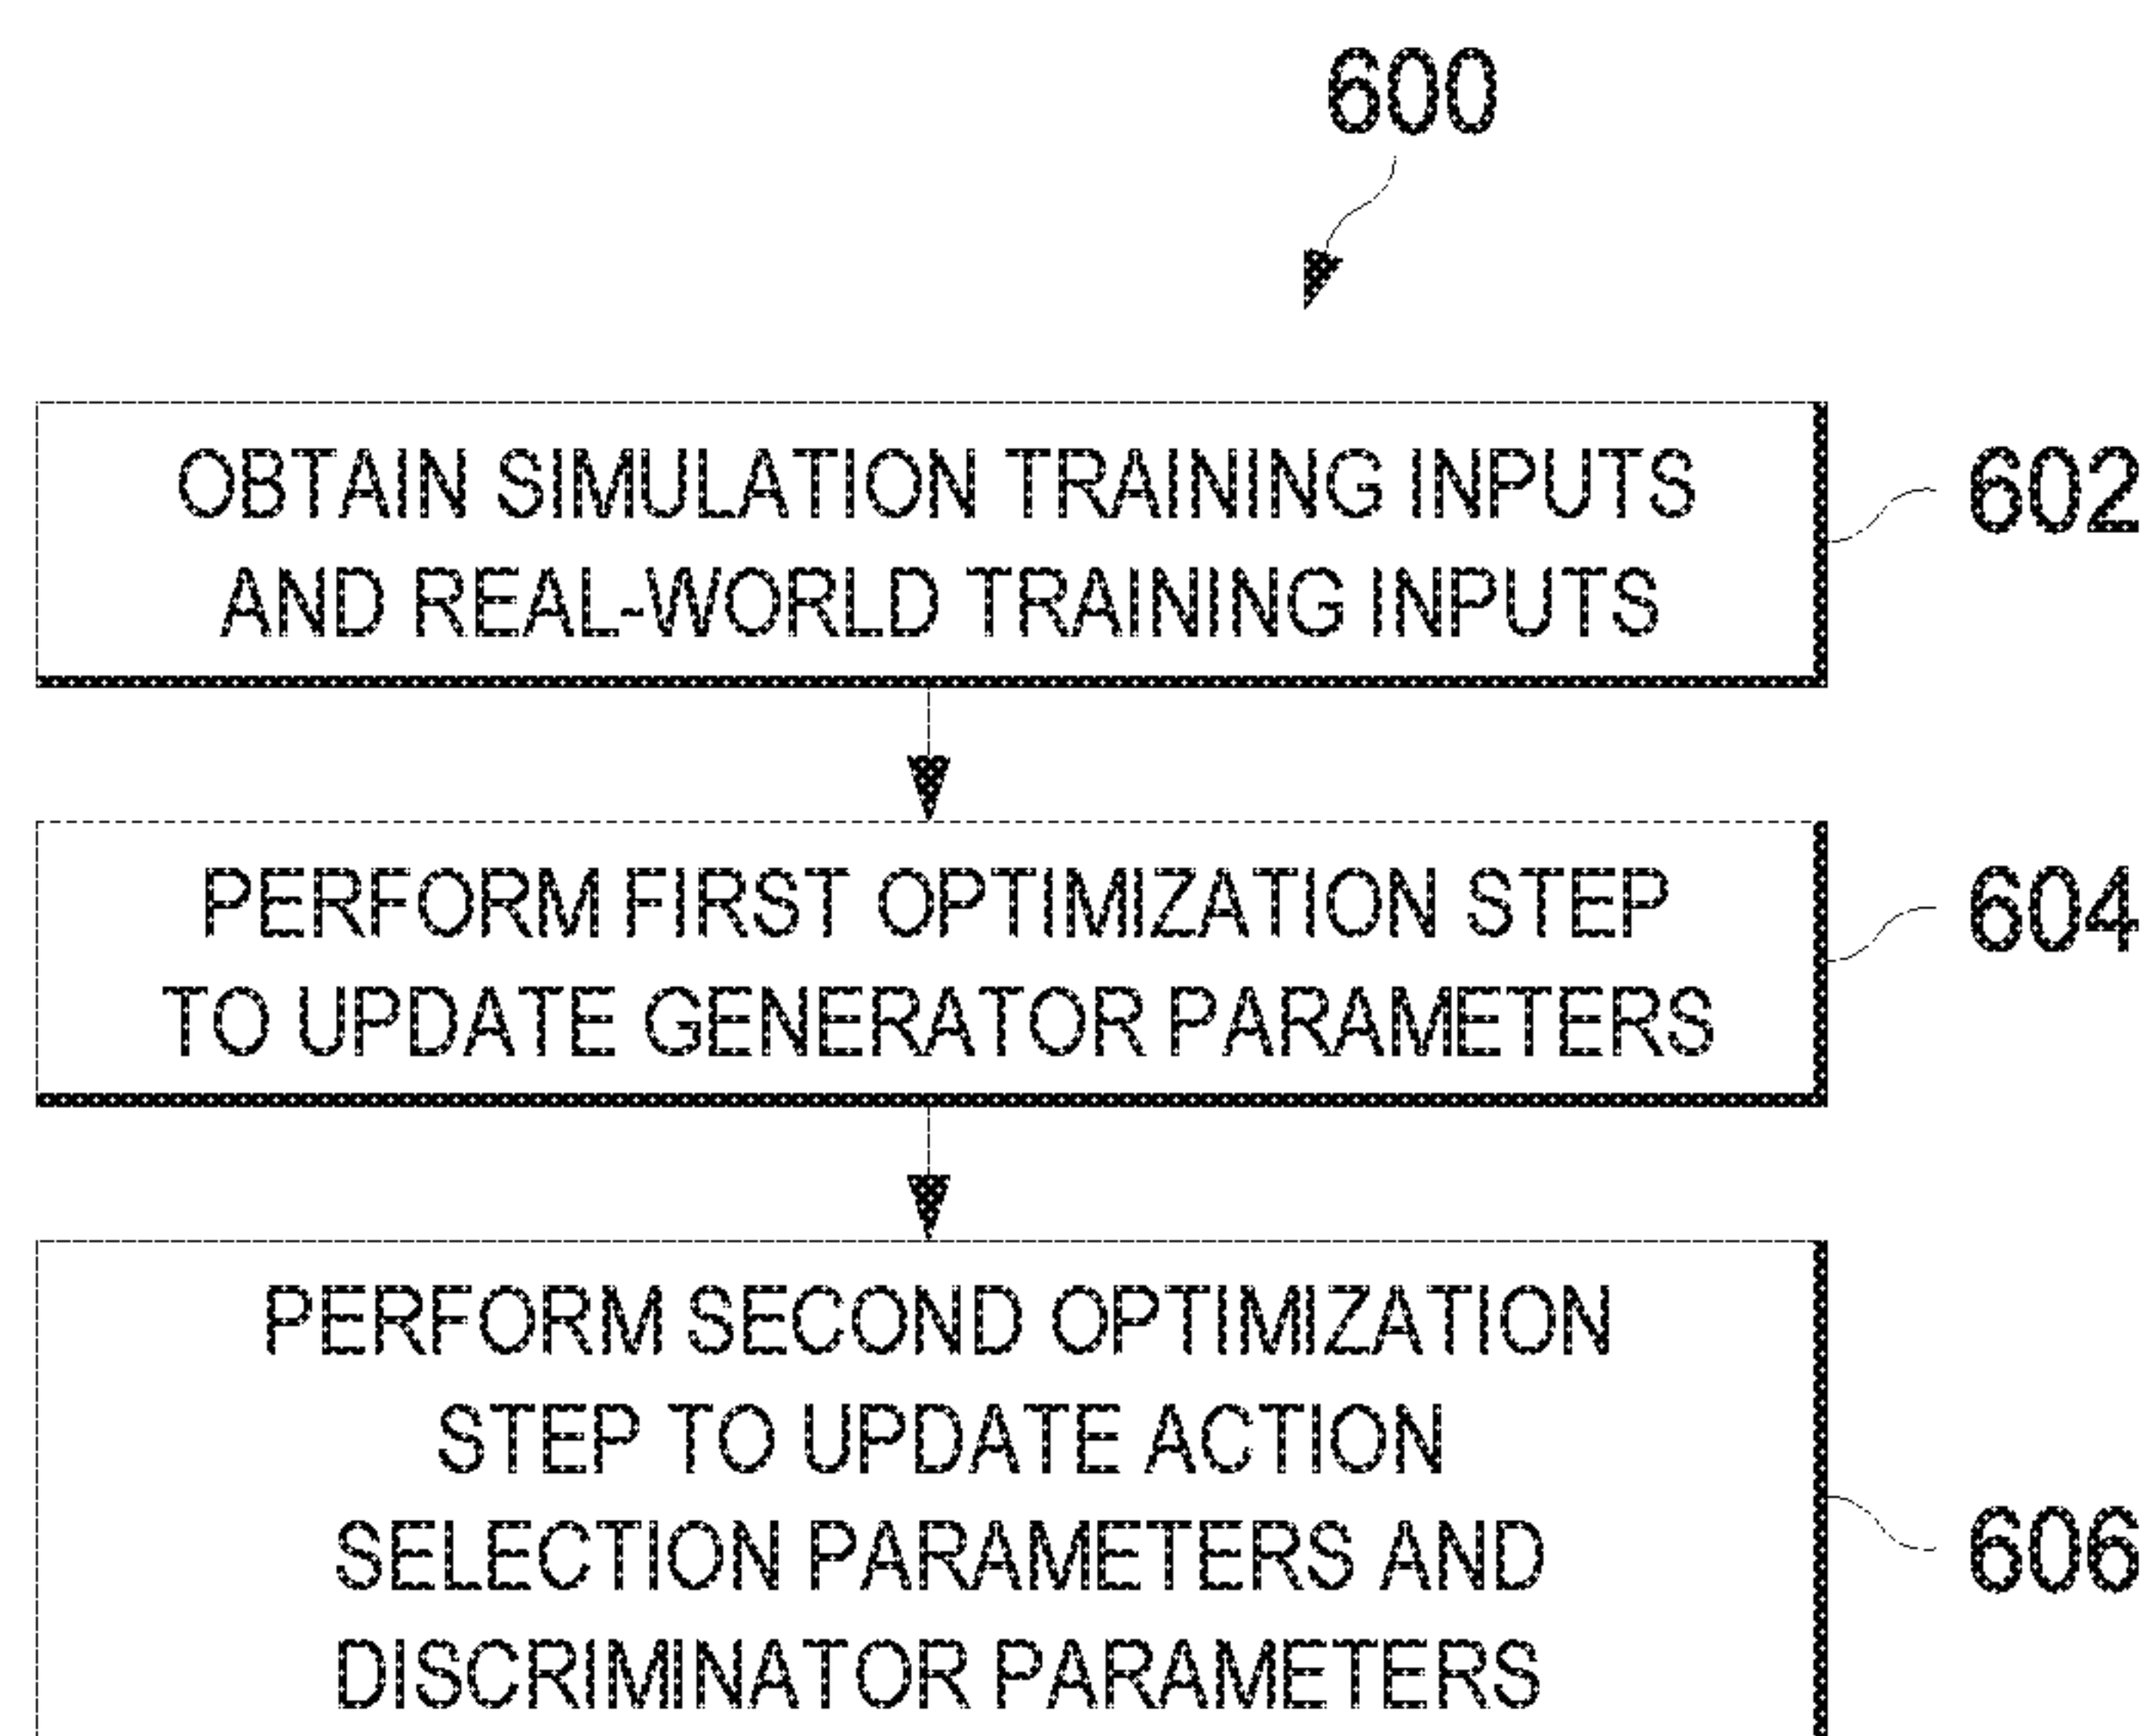 600
OBTAIN SIMULATION TRAINING INPUTS
AND REAL-WORLD TRAINING INPUTS
602
PERFORM FIRST OPTIMIZATION STEP
TO UPDATE GENERATOR PARAMETERS
604
PERFORM SECOND OPTIMIZATION
STEP TO UPDATE ACTION
SELECTION PARAMETERS AND
DISCRIMINATOR PARAMETERS
606